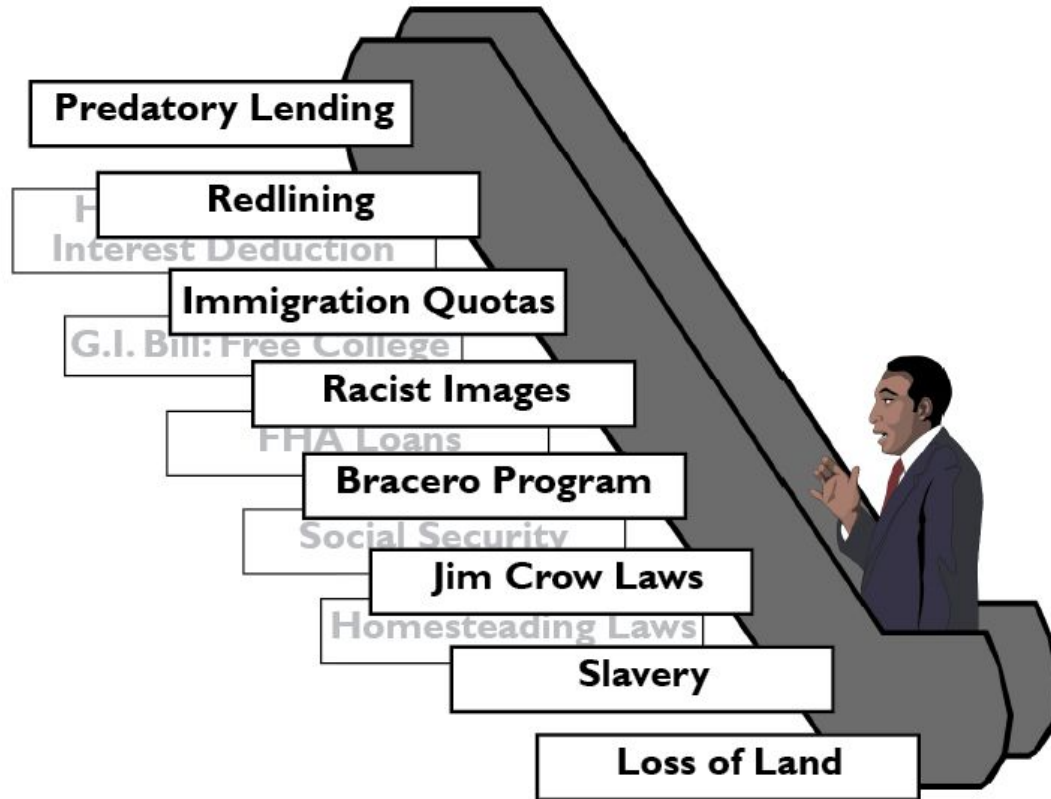 Predatory Lending
Redlining
Interest Deduction
Immigration Quotas
G.I. Bill: Free College
Racist Images
FHA Loans
Bracero Program
Social Security
Jim Crow Laws
Homesteading Laws
Slavery
Loss of Land